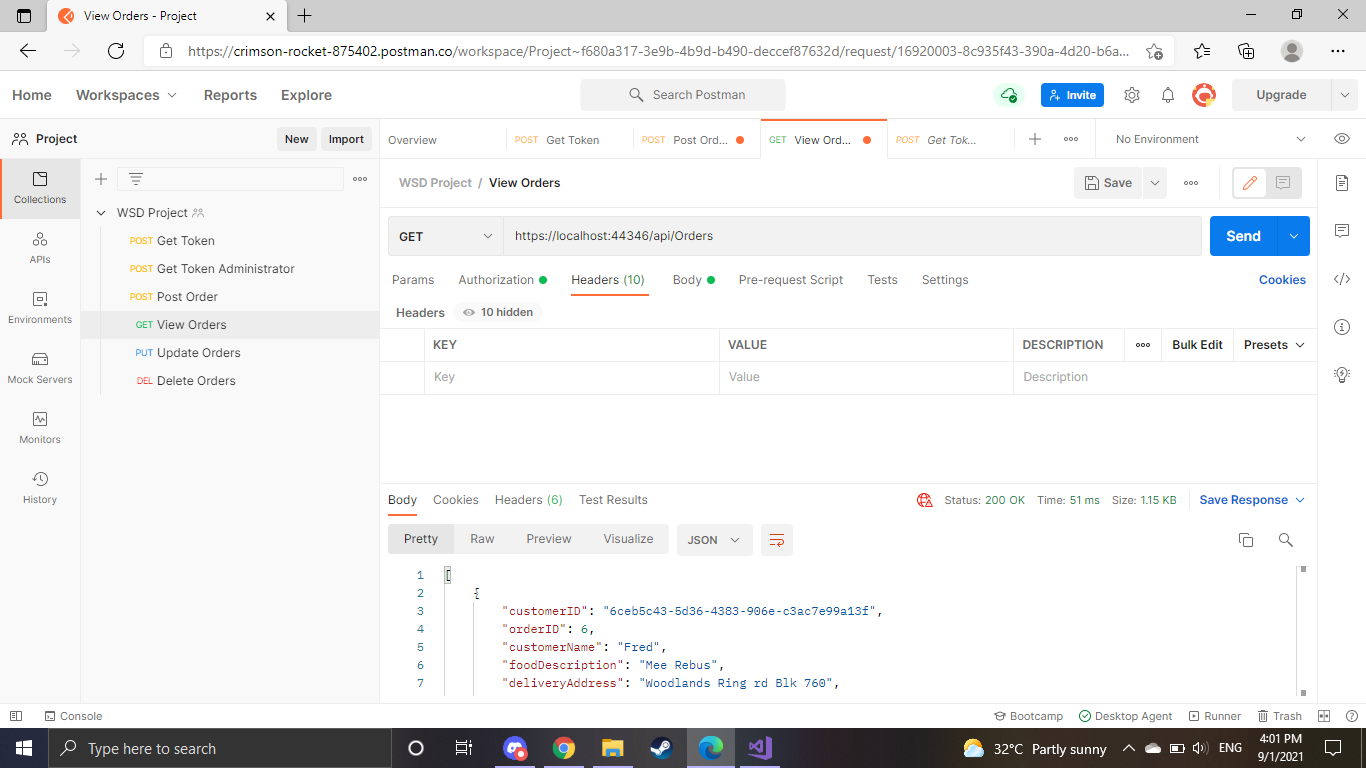 View Orders - Project
https://crimson-rocket-875402.postman.co/workspace/Project~f680a317-3e9b-4b9d-b490-deccef87632d/request/16920003-8c935f43-390a-4d20-b6a...
Home Workspaces Reports Explore Search Postman Invite Upgrade
Project New Import
Overview POST Get Token POST Post Ord... GET View Ord... POST Get Tok... No Environment
Collections
APIs
Environments
Mock Servers
Monitors
History
WSD Project
POST Get Token
POST Get Token Administrator
POST Post Order
GET View Orders
PUT Update Orders
DEL Delete Orders
WSD Project / View Orders Save
GET https://localhost:44346/api/Orders Send
Params Authorization Headers (10) Body Pre-request Script Tests Settings Cookies
Headers 10 hidden
KEY VALUE DESCRIPTION Bulk Edit Presets
Key Value Description
Body Cookies Headers (6) Test Results Status: 200 OK Time: 51 ms Size: 1.15 KB Save Response
Pretty Raw Preview Visualize JSON
1 [
2 {
3 "customerID": "6ceb5c43-5d36-4383-906e-c3ac7e99a13f",
4 "orderID": 6,
5 "customerName": "Fred",
6 "foodDescription": "Mee Rebus",
7 "deliveryAddress": "Woodlands Ring rd Blk 760",
Console Bootcamp Desktop Agent Runner Trash
Type here to search 32°C Partly sunny ENG 4:01 PM
9/1/2021